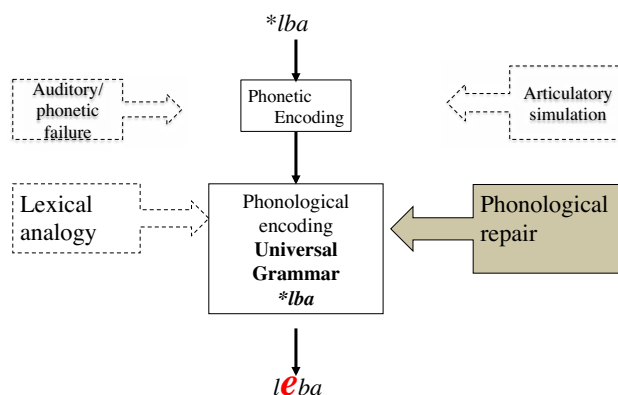 *lba
Auditory/
phonetic
failure
Phonetic
Encoding
Articulatory
simulation
Lexical
analogy
Phonological
encoding
Universal
Grammar
*lba
Phonological
repair
leba